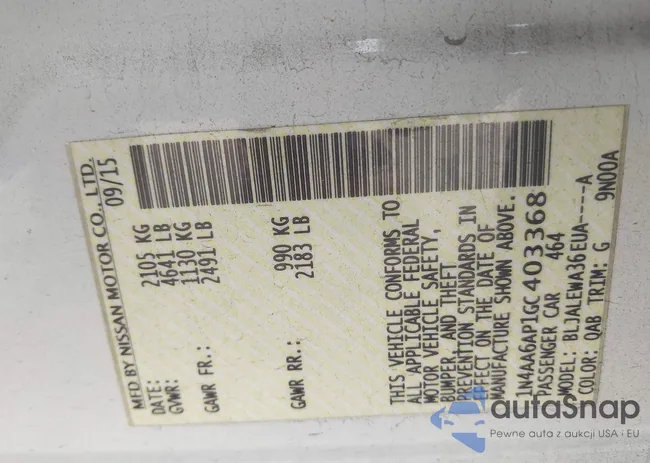 MFD BY NISSAN MOTOR CO., LTD.
DATE: 09/15
GVWR: 2105 KG
4641 LB
GAWR FR.: 1130 KG
2491 LB
GAWR RR.: 990 KG
2183 LB
THIS VEHICLE CONFORMS TO
ALL APPLICABLE FEDERAL
MOTOR VEHICLE SAFETY,
BUMPER, AND THEFT
PREVENTION STANDARDS IN
EFFECT ON THE DATE OF
MANUFACTURE SHOWN ABOVE.
1N4AA6AP1GC403368
PASSENGER CAR 464
MODEL: BLJALEWA36EUA-----A
COLOR: QAB TRIM: G 9N00A
autoSnap
Pewne auta z aukcji USA i EU